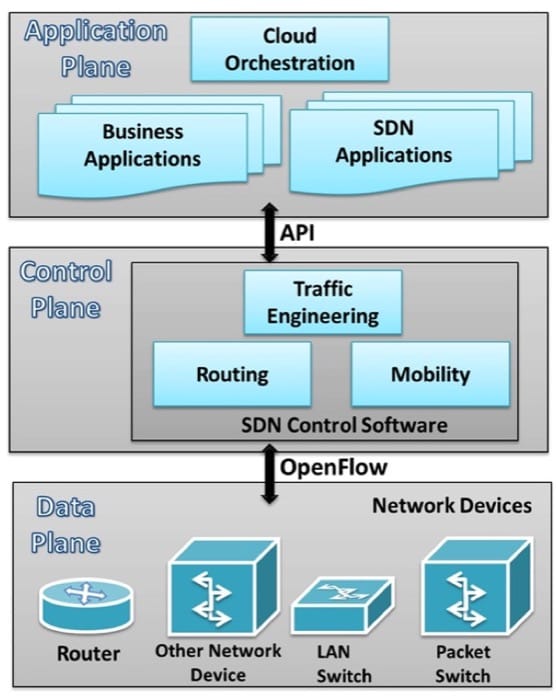 Application
Plane
Cloud
Orchestration
Business
Applications
SDN
Applications
API
Control
Plane
Traffic
Engineering
Routing
Mobility
SDN Control Software
OpenFlow
Data
Plane
Network Devices
Router
Other Network
Device
LAN
Switch
Packet
Switch